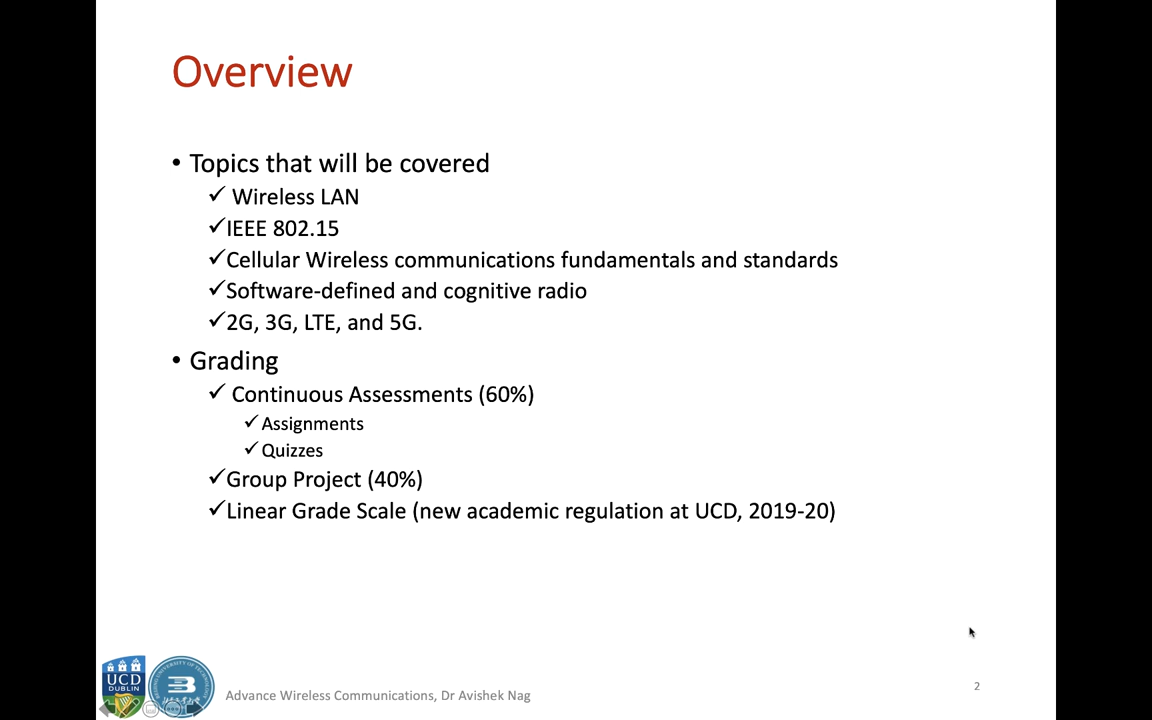 Overview
• Topics that will be covered
✓ Wireless LAN
✓IEEE 802.15
✓Cellular Wireless communications fundamentals and standards
✓Software-defined and cognitive radio
✓2G, 3G, LTE, and 5G.
• Grading
✓ Continuous Assessments (60%)
✓Assignments
✓Quizzes
✓Group Project (40%)
✓Linear Grade Scale (new academic regulation at UCD, 2019-20)
UCD
DUBLIN
Advance Wireless Communications, Dr Avishek Nag
2